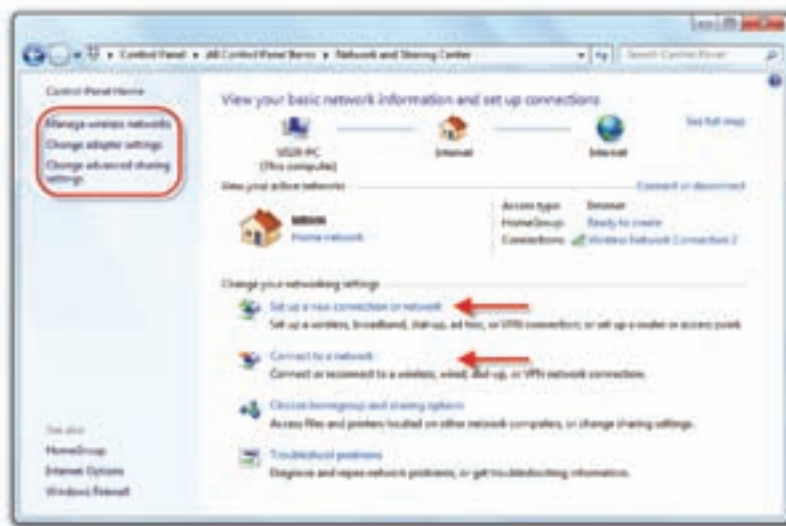 Control Panel ▸ All Control Panel Items ▸ Network and Sharing Center
Search Control Panel
Control Panel Home
Manage wireless networks
Change adapter settings
Change advanced sharing
settings
View your basic network information and set up connections
See full map
USER-PC
(This computer)
Internet
Internet
View your active networks
Connect or disconnect
Home network
Access type: Internet
HomeGroup: Ready to create
Connections: Wireless Network Connection 2
Change your networking settings
Set up a new connection or network
Set up a wireless, broadband, dial-up, ad hoc, or VPN connection; or set up a router or access point.
Connect to a network
Connect or reconnect to a wireless, wired, dial-up, or VPN network connection.
Choose homegroup and sharing options
Access files and printers located on other network computers, or change sharing settings.
Troubleshoot problems
Diagnose and repair network problems, or get troubleshooting information.
See also
HomeGroup
Internet Options
Windows Firewall